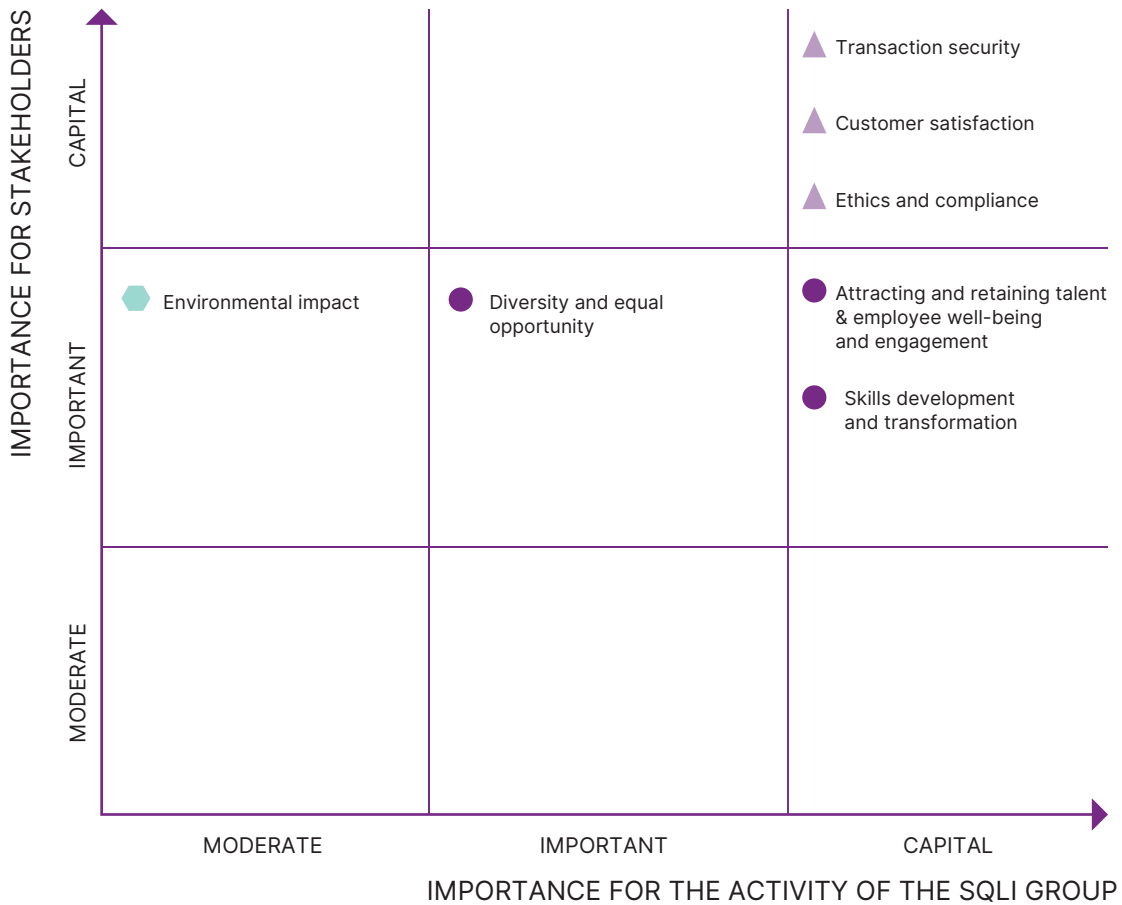 IMPORTANCE FOR STAKEHOLDERS
CAPITAL
IMPORTANT
MODERATE
Transaction security
Customer satisfaction
Ethics and compliance
Environmental impact
Diversity and equal
opportunity
Attracting and retaining talent
& employee well-being
and engagement
Skills development
and transformation
MODERATE
IMPORTANT
CAPITAL
IMPORTANCE FOR THE ACTIVITY OF THE SQLI GROUP